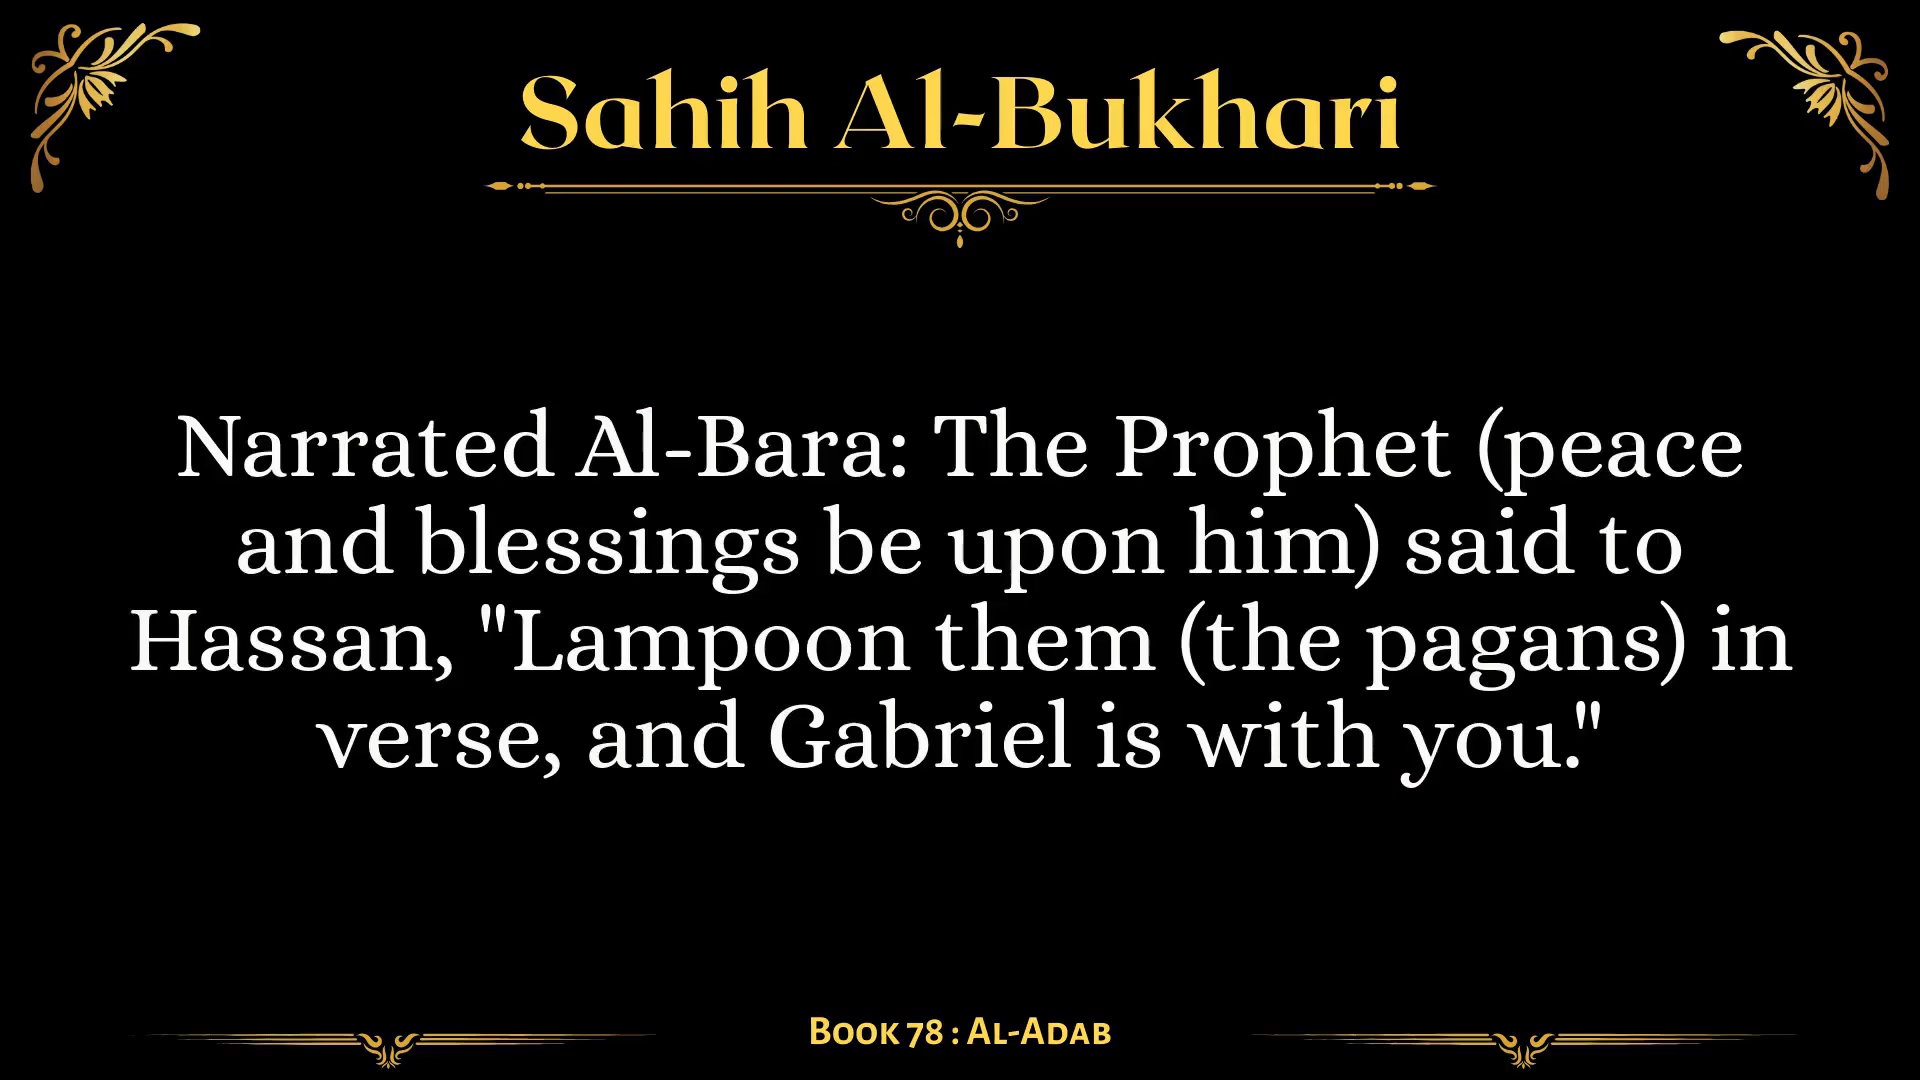 Sahih Al-Bukhari
Narrated Al-Bara: The Prophet (peace
and blessings be upon him) said to
Hassan, "Lampoon them (the pagans) in
verse, and Gabriel is with you."
Book 78 : Al-Adab